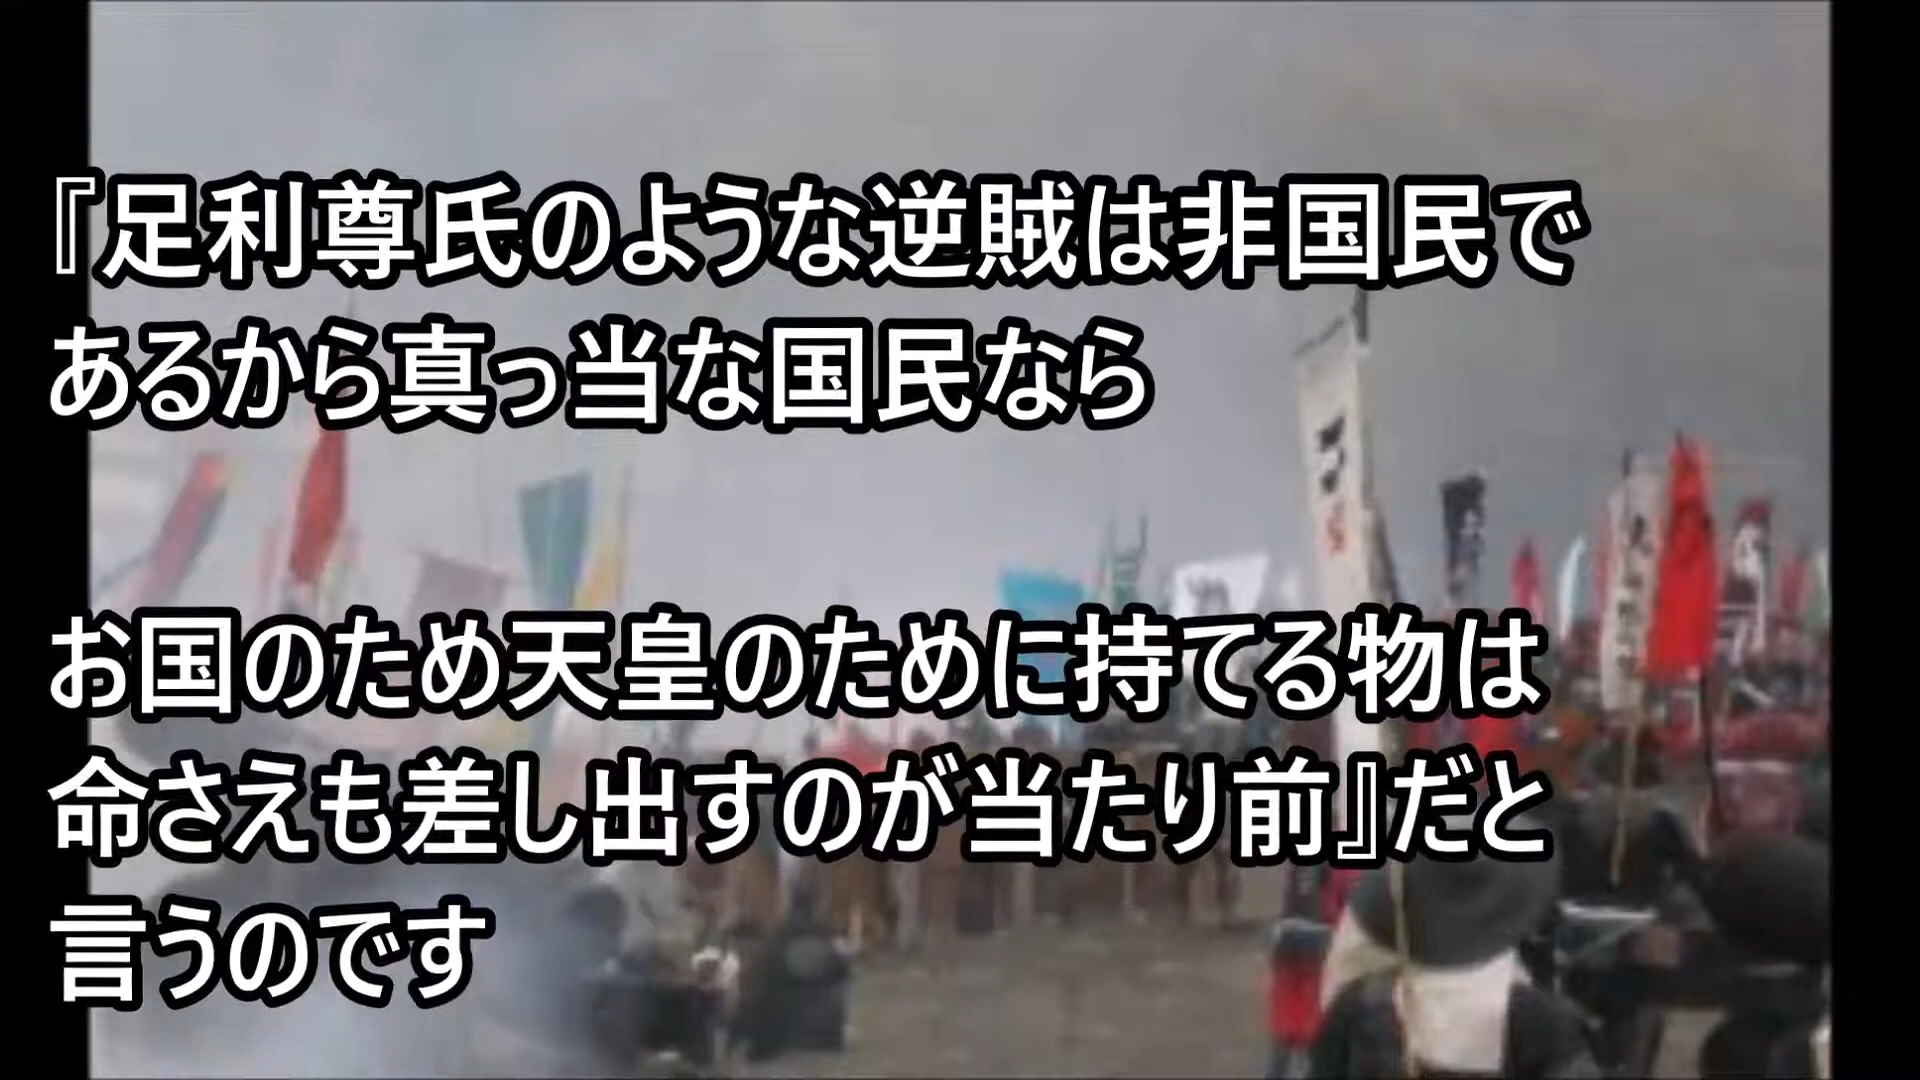 『足利尊氏のような逆賊は非国民で
あるから真っ当な国民なら
お国のため天皇のために持てる物は
命さえも差し出すのが当たり前』だと
言うのです